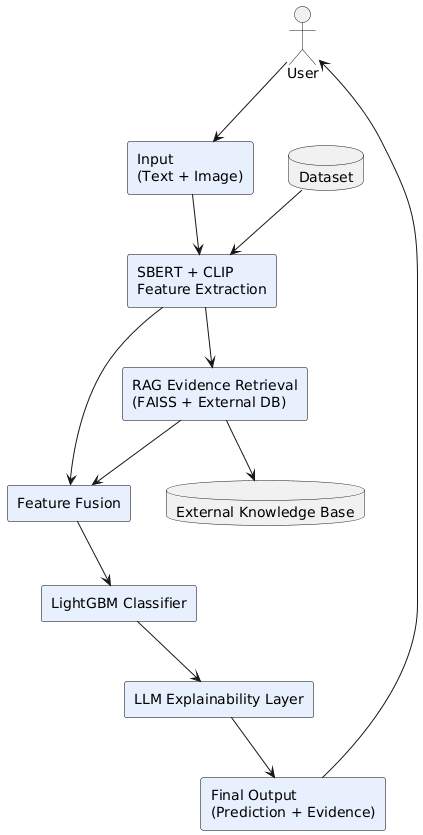 User
Input
(Text + Image)
Dataset
SBERT + CLIP
Feature Extraction
RAG Evidence Retrieval
(FAISS + External DB)
Feature Fusion
External Knowledge Base
LightGBM Classifier
LLM Explainability Layer
Final Output
(Prediction + Evidence)